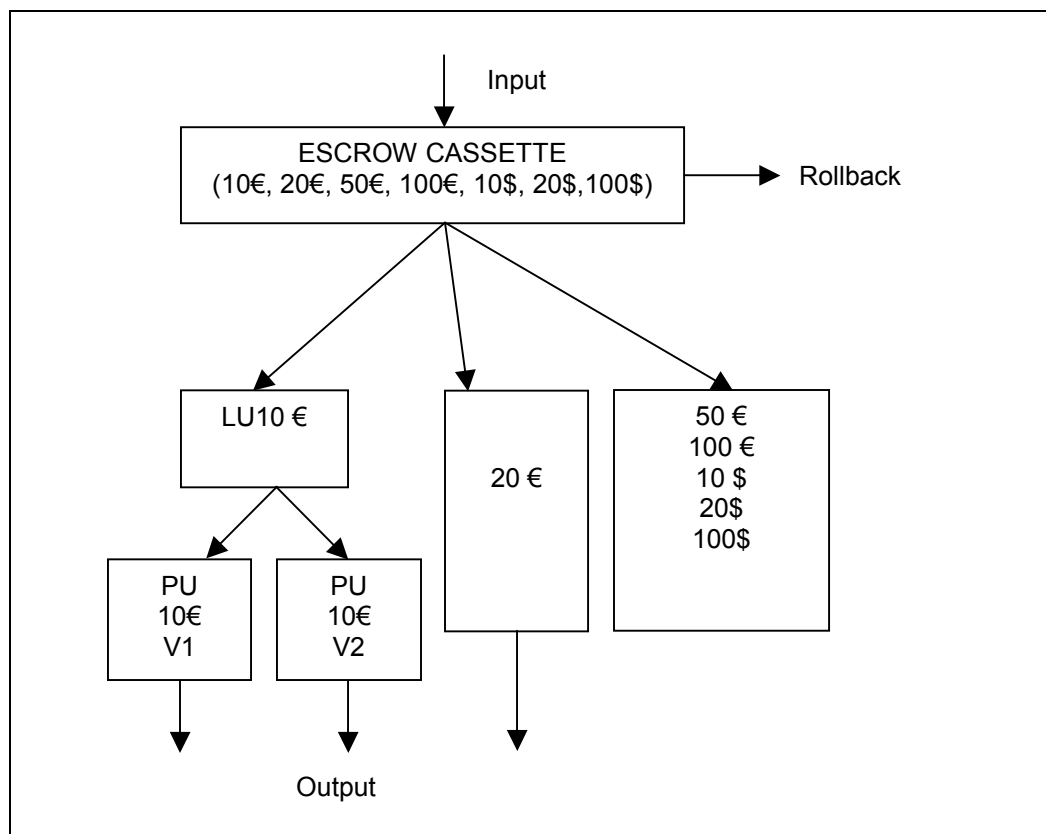 Input
ESCROW CASSETTE
(10€, 20€, 50€, 100€, 10$, 20$,100$)
Rollback
LU10 €
20 €
50 €
100 €
10 $
20$
100$
PU
10€
V1
PU
10€
V2
Output